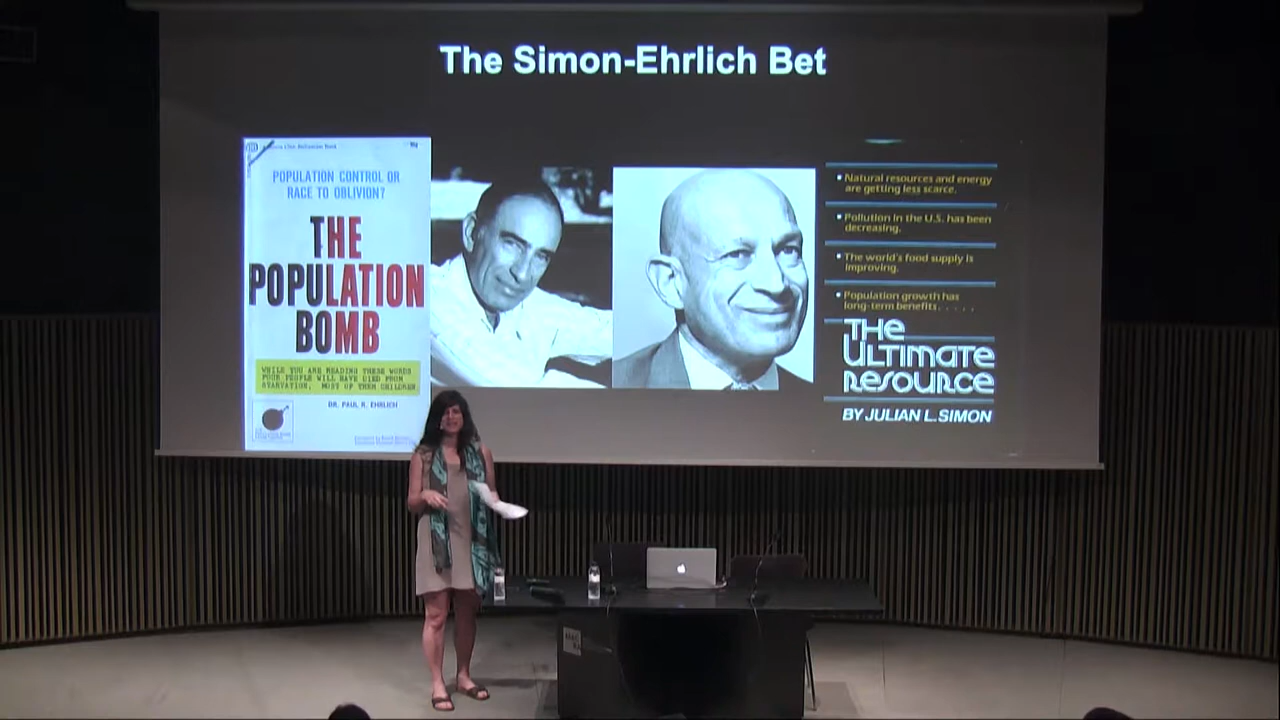 The Simon-Ehrlich Bet
POPULATION CONTROL OR
RACE TO OBLIVION?
THE
POPULATION
BOMB
WHILE YOU ARE READING THESE WORDS
FOUR PEOPLE WILL HAVE DIED FROM
STARVATION. MOST OF THEM CHILDREN
DR. PAUL R. EHRLICH
• Natural resources and energy
are getting less scarce.
• Pollution in the U.S. has been
decreasing.
• The world's food supply is
improving.
• Population growth has
long-term benefits . . . . .
THE
ULTIMATE
RESOURCE
BY JULIAN L. SIMON